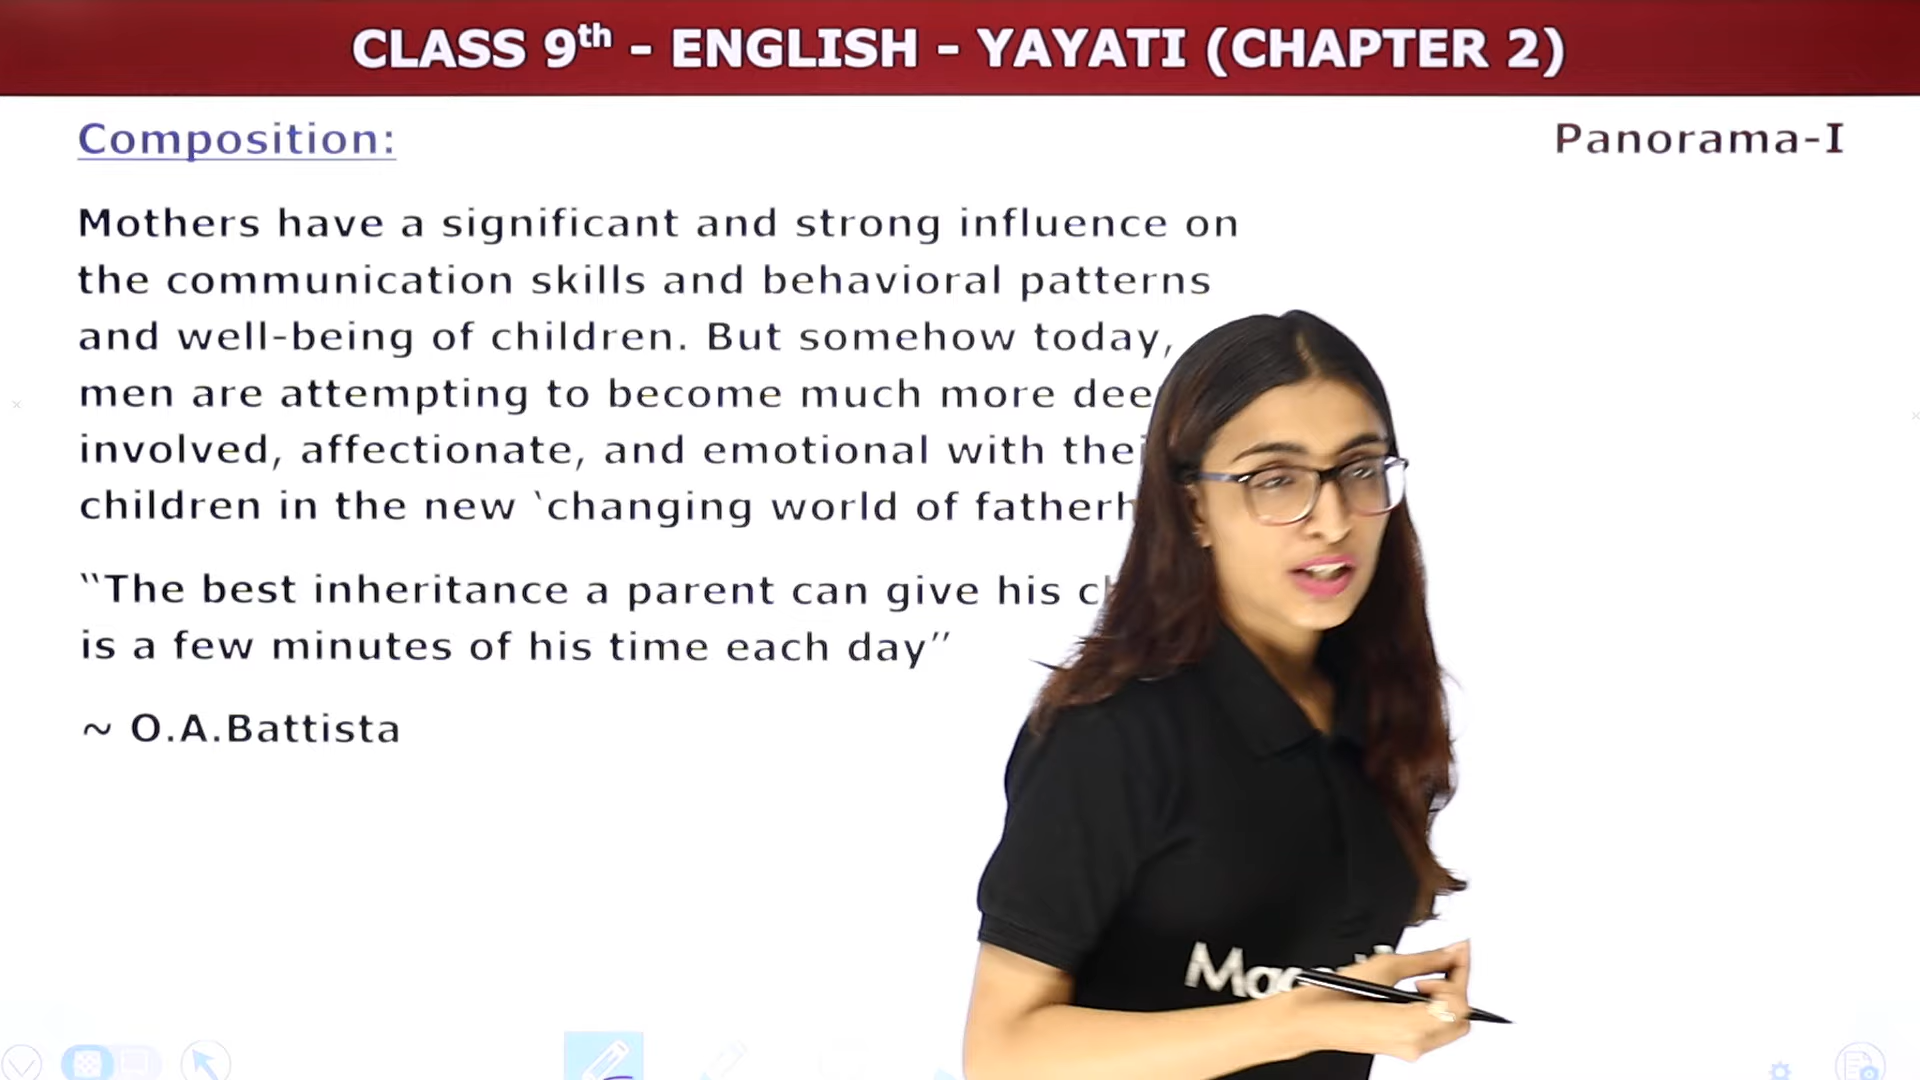 CLASS 9th - ENGLISH - YAYATI (CHAPTER 2)
Composition:
Panorama-I
Mothers have a significant and strong influence on
the communication skills and behavioral patterns
and well-being of children. But somehow today,
men are attempting to become much more
involved, affectionate, and emotional with
children in the new ‘changing world of
“The best inheritance a parent can give his
is a few minutes of his time each day”
~ O.A.Battista